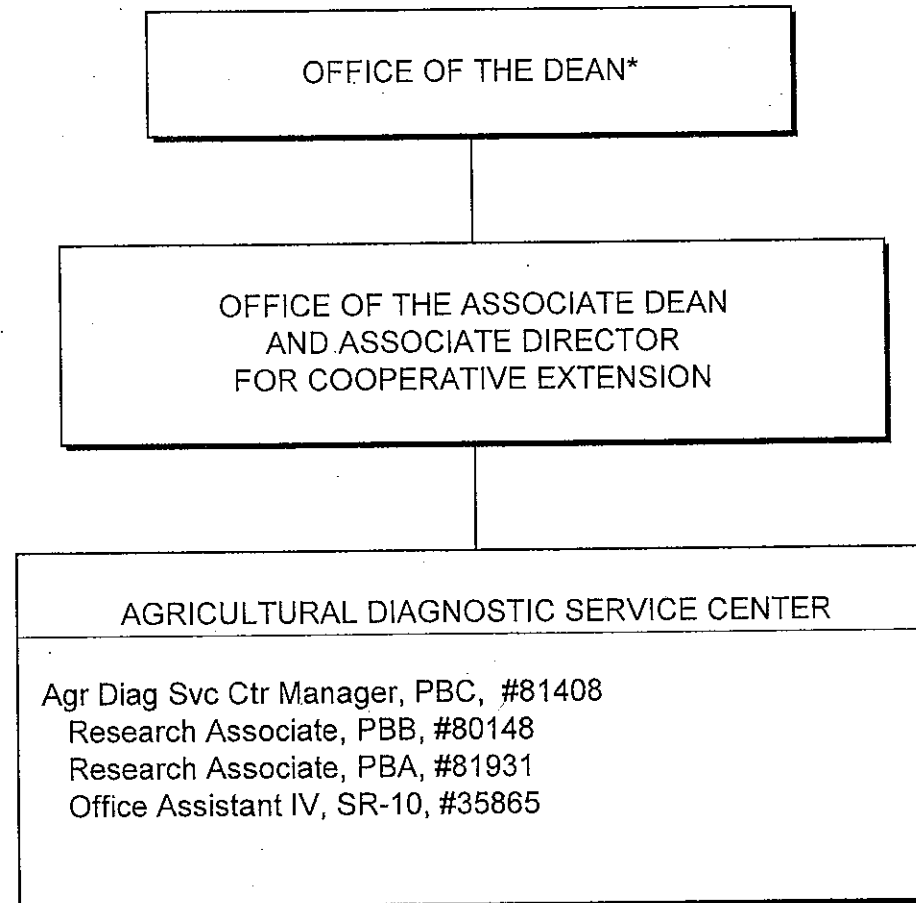 OFFICE OF THE DEAN*
OFFICE OF THE ASSOCIATE DEAN
AND ASSOCIATE DIRECTOR
FOR COOPERATIVE EXTENSION
AGRICULTURAL DIAGNOSTIC SERVICE CENTER
Agr Diag Svc Ctr Manager, PBC, #81408
Research Associate, PBB, #80148
Research Associate, PBA, #81931
Office Assistant IV, SR-10, #35865